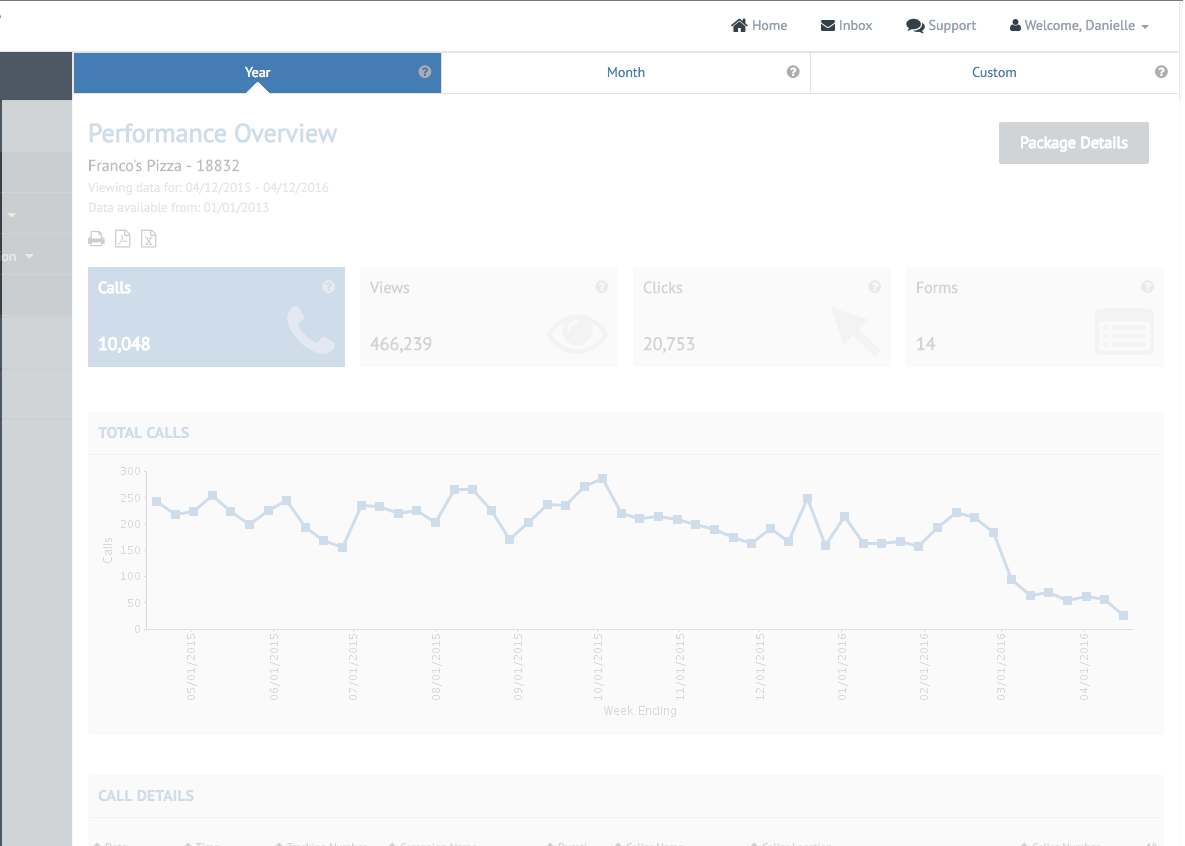 Home Inbox Support Welcome, Danielle
Year Month Custom
Performance Overview
Package Details
Franco's Pizza - 18832
Viewing data for: 04/12/2015 - 04/12/2016
Data available from: 01/01/2013
on
Calls Views Clicks Forms
10,048 466,239 20,753 14
TOTAL CALLS
300
250
200
150
100
50
0
Calls
05/01/2015 06/01/2015 07/01/2015 08/01/2015 09/01/2015 10/01/2015 11/01/2015 12/01/2015 01/01/2016 02/01/2016 03/01/2016 04/01/2016
Week Ending
CALL DETAILS